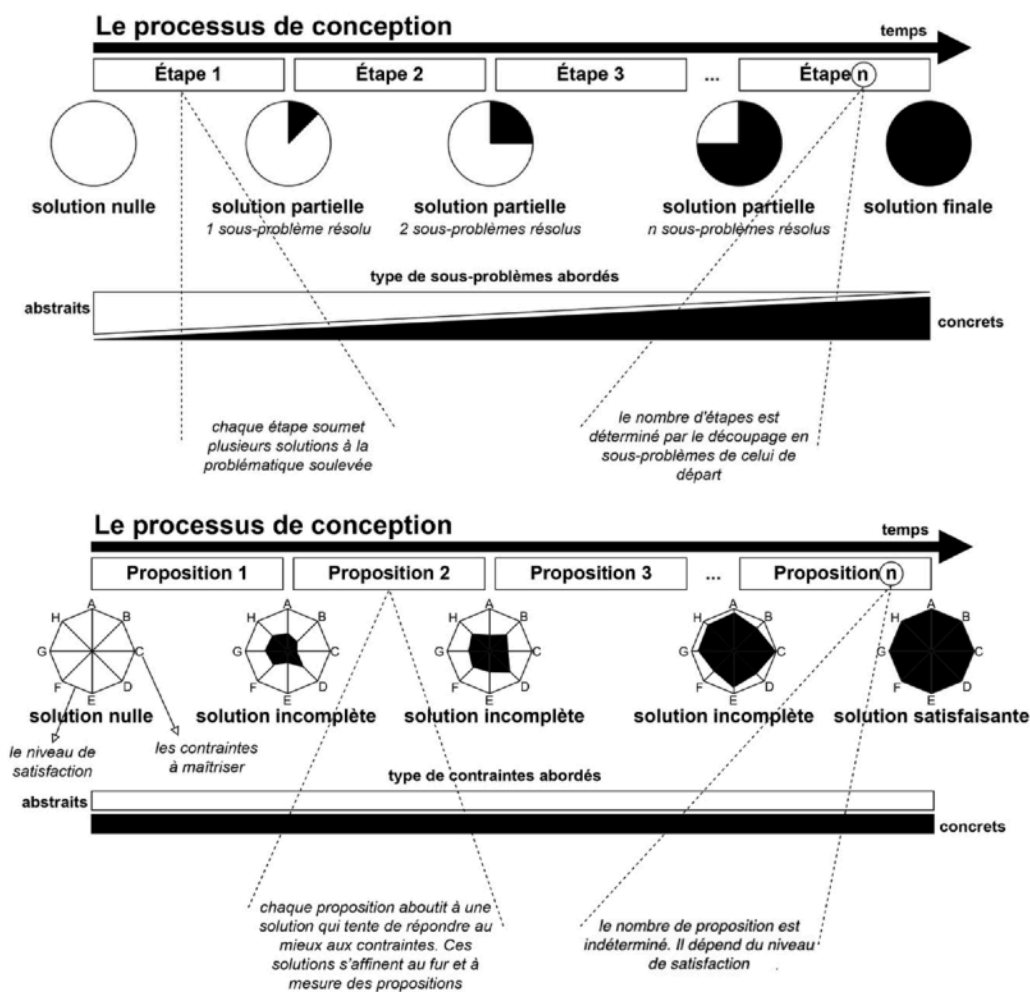 Le processus de conception
temps
Étape 1
Étape 2
Étape 3
...
Étape n
solution nulle
solution partielle
solution partielle
solution partielle
solution finale
1 sous-problème résolu
2 sous-problèmes résolus
n sous-problèmes résolus
type de sous-problèmes abordés
abstraits
concrets
chaque étape soumet
plusieurs solutions à la
problématique soulevée
le nombre d'étapes est
déterminé par le découpage en
sous-problèmes de celui de
départ
Le processus de conception
temps
Proposition 1
Proposition 2
Proposition 3
...
Proposition n
A
B
C
D
E
F
G
H
A
B
C
D
E
F
G
H
A
B
C
D
E
F
G
H
A
B
C
D
E
F
G
H
A
B
C
D
E
F
G
H
solution nulle
solution incomplète
solution incomplète
solution incomplète
solution satisfaisante
le niveau de
satisfaction
les contraintes
à maîtriser
type de contraintes abordés
abstraits
concrets
chaque proposition aboutit à une
solution qui tente de répondre au
mieux aux contraintes. Ces
solutions s'affinent au fur et à
mesure des propositions
le nombre de proposition est
indéterminé. Il dépend du niveau
de satisfaction .